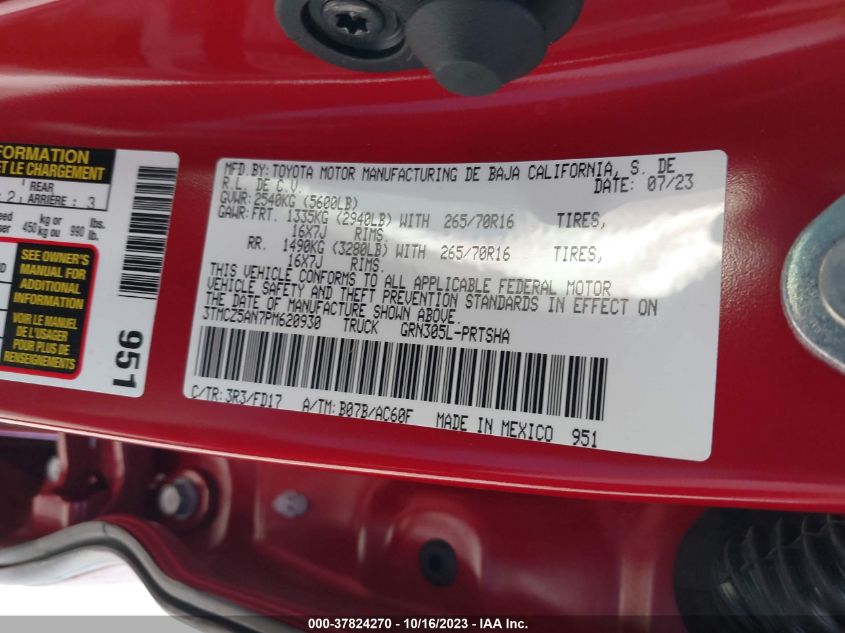 FORMATION
ET LE CHARGEMENT
2 REAR
ARRIÈRE : 3
kg or lbs.
450 kg ou 990 lb.
SEE OWNER'S
MANUAL FOR
ADDITIONAL
INFORMATION
VOIR LE MANUEL
DE L'USAGER
POUR PLUS DE
RENSEIGNEMENTS
951
MFD.BY: TOYOTA MOTOR MANUFACTURING DE BAJA CALIFORNIA, S. DE
R.L. DE C.V. DATE: 07/23
GVWR:2540KG (5600LB)
GAWR:FRT. 1335KG (2940LB) WITH 265/70R16 TIRES,
16X7J RIMS.
RR. 1490KG (3280LB) WITH 265/70R16 TIRES,
16X7J RIMS.
THIS VEHICLE CONFORMS TO ALL APPLICABLE FEDERAL MOTOR
VEHICLE SAFETY AND THEFT PREVENTION STANDARDS IN EFFECT ON
THE DATE OF MANUFACTURE SHOWN ABOVE.
3TMCZ5AN7PM620930 TRUCK GRN305L-PRTSHA
C/TR:3R3/FD17 A/TM:B07B/AC60F MADE IN MEXICO 951
000-37824270 - 10/16/2023 - IAA Inc.